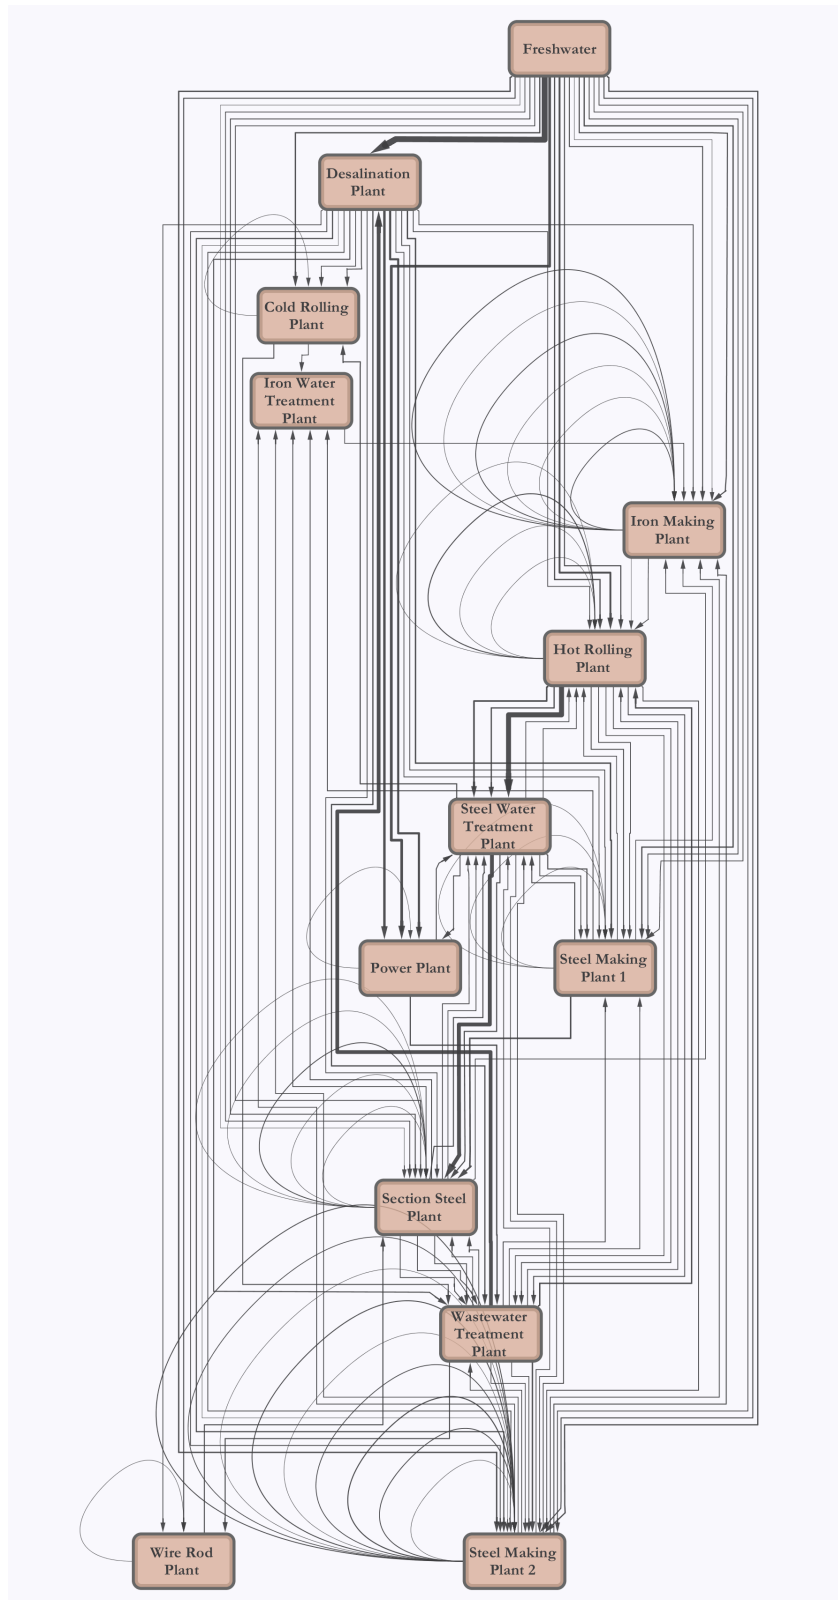 Freshwater
Desalination
Plant
Cold Rolling
Plant
Iron Water
Treatment
Plant
Iron Making
Plant
Hot Rolling
Plant
Steel Water
Treatment
Plant
Power Plant
Steel Making
Plant 1
Section Steel
Plant
Wastewater
Treatment
Plant
Wire Rod
Plant
Steel Making
Plant 2